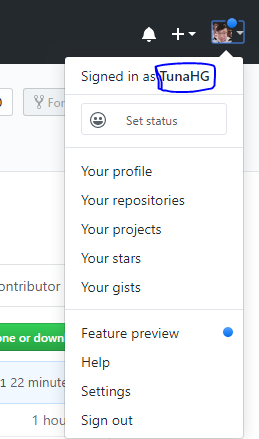 Signed in as TunaHG
0
For
Set status
Your profile
Your repositories
Your projects
Your stars
Your gists
ontributor
one or down
Feature preview
1 22 minute
Help
Settings
1 hou
Sign out